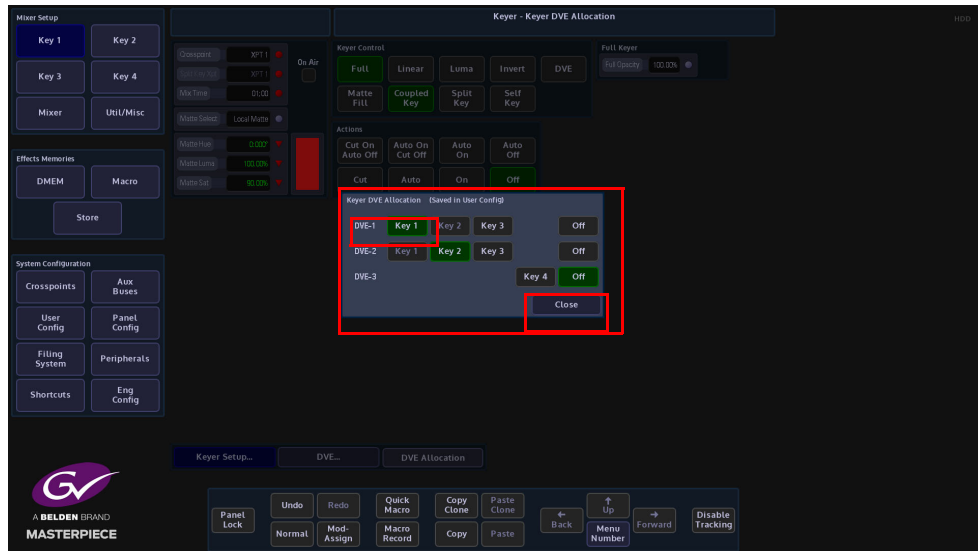 Mixer Setup
Keyer - Keyer DVE Allocation
HDD
Key 1
Key 2
Key 3
Key 4
Mixer
Util/Misc
Effects Memories
DMEM
Macro
Store
System Configuration
Crosspoints
Aux Buses
User Config
Panel Config
Filing System
Peripherals
Shortcuts
Eng Config
Crosspoint XPT 1
XPT 1
MixTime 01:00
Matte Select Local Matte
Matte Hue 0.000°
Matte Luma 100.00%
Matte Sat 90.00%
On Air
Keyer Control
Full
Linear
Luma
Invert
DVE
Matte Fill
Coupled Key
Split Key
Self Key
Full Keyer
Full Opacity 100.00%
Actions
Cut On Auto Off
Auto On Cut Off
Auto On
Auto Off
Cut
Auto
On
Off
Keyer DVE Allocation (Saved in User Config)
DVE-1 Key 1 Key 2 Key 3 Off
DVE-2 Key 1 Key 2 Key 3 Off
DVE-3 Key 4 Off
Close
Keyer Setup...
DVE...
DVE Allocation
GV
A BELDEN BRAND
MASTERPIECE
Panel Lock
Undo
Redo
Normal
Mod-Assign
Quick Macro
Macro Record
Copy Clone
Paste Clone
Copy
Paste
← Back
↑ Up
Menu Number
→ Forward
Disable Tracking